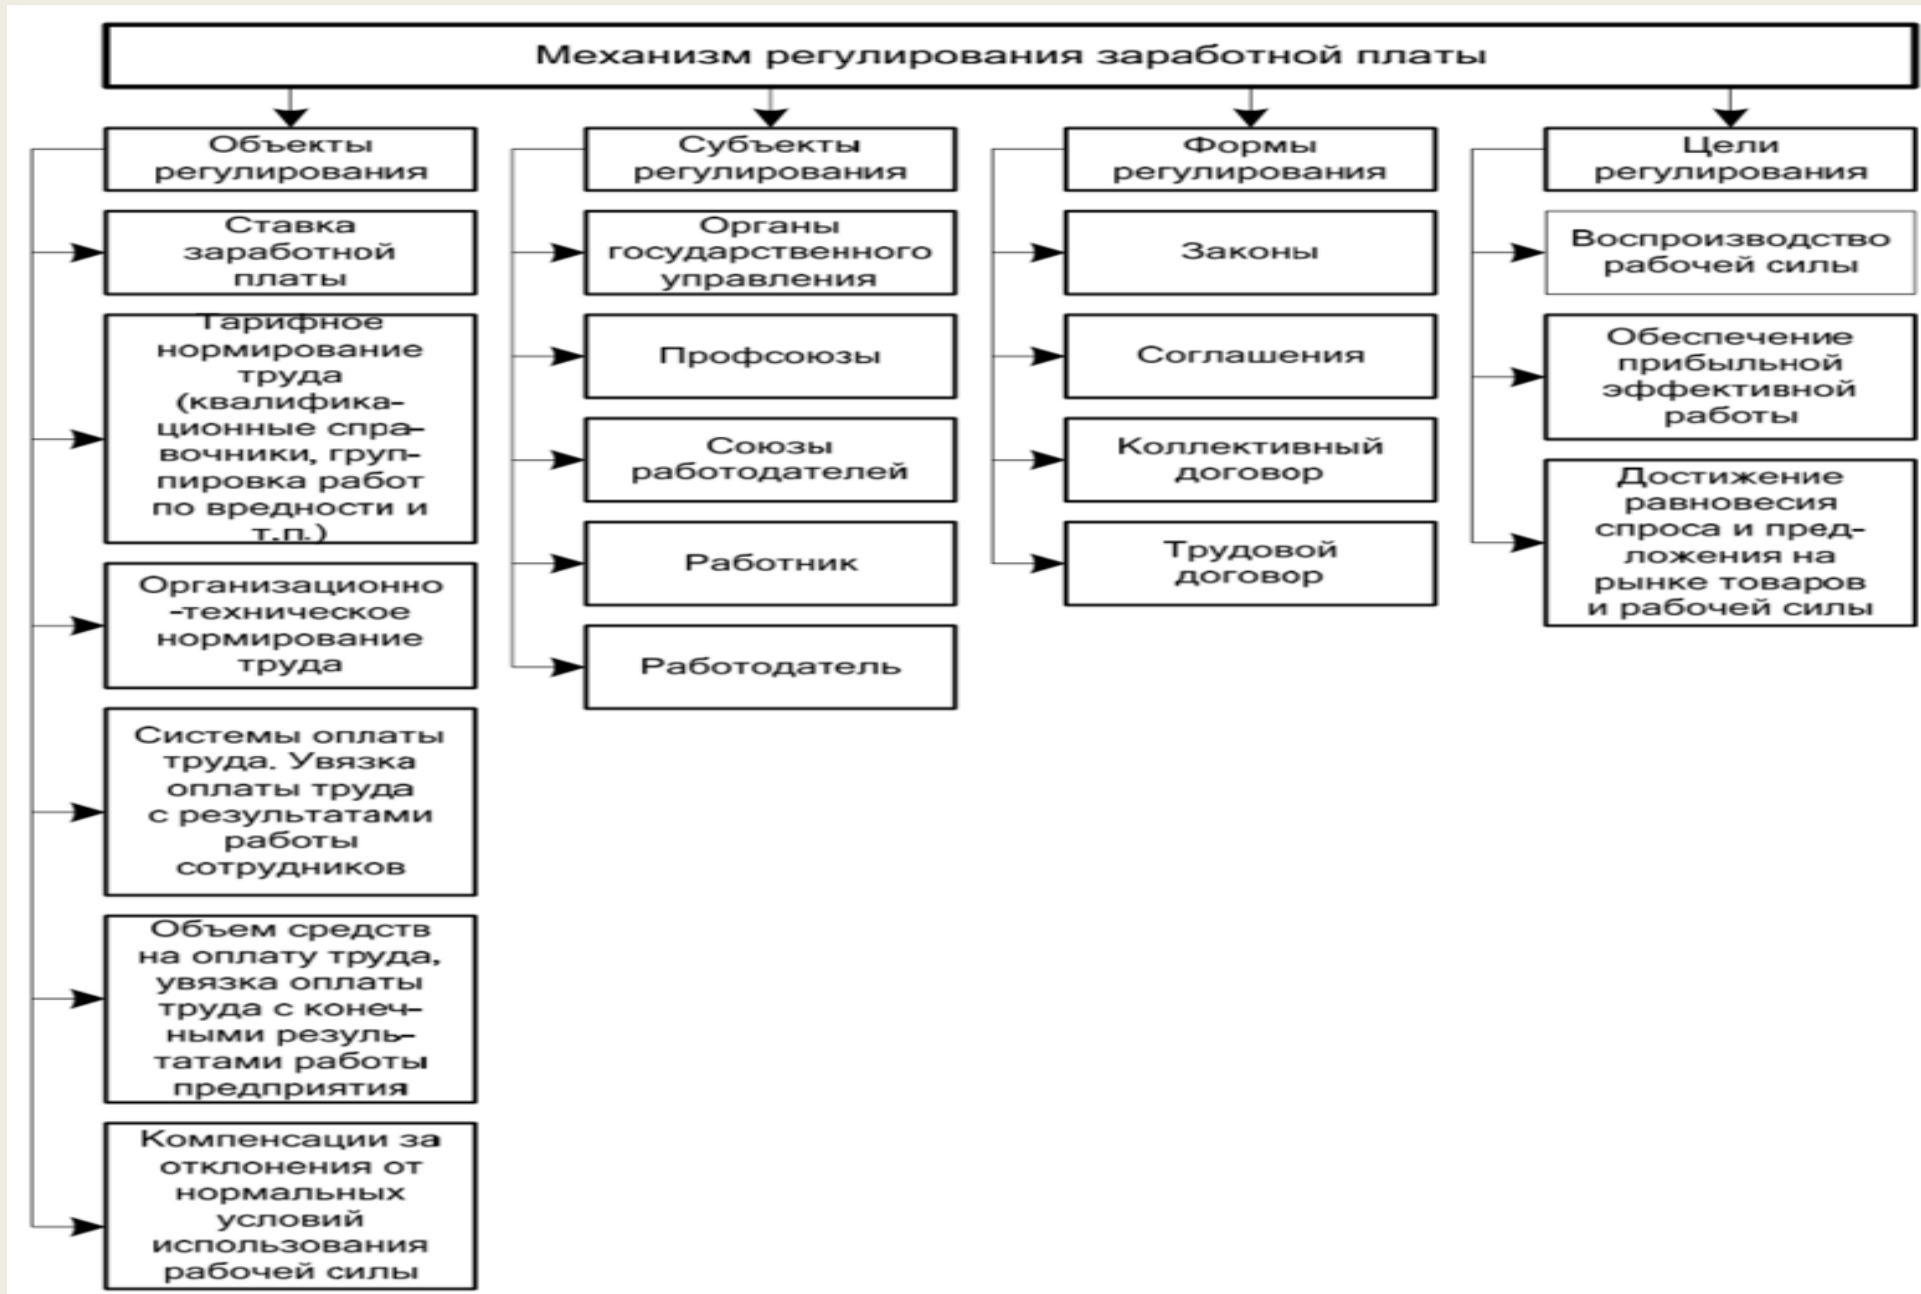 Механизм регулирования заработной платы
Объекты
регулирования
Ставка
заработной
платы
Тарифное
нормирование
труда
(квалифика-
ционные спра-
вочники, груп-
пировка работ
по вредности и
т.п.)
Организационно
-техническое
нормирование
труда
Системы оплаты
труда. Увязка
оплаты труда
с результатами
работы
сотрудников
Объем средств
на оплату труда,
увязка оплаты
труда с конеч-
ными резуль-
татами работы
предприятия
Компенсации за
отклонения от
нормальных
условий
использования
рабочей силы
Субъекты
регулирования
Органы
государственного
управления
Профсоюзы
Союзы
работодателей
Работник
Работодатель
Формы
регулирования
Законы
Соглашения
Коллективный
договор
Трудовой
договор
Цели
регулирования
Воспроизводство
рабочей силы
Обеспечение
прибыльной
эффективной
работы
Достижение
равновесия
спроса и пред-
ложения на
рынке товаров
и рабочей силы